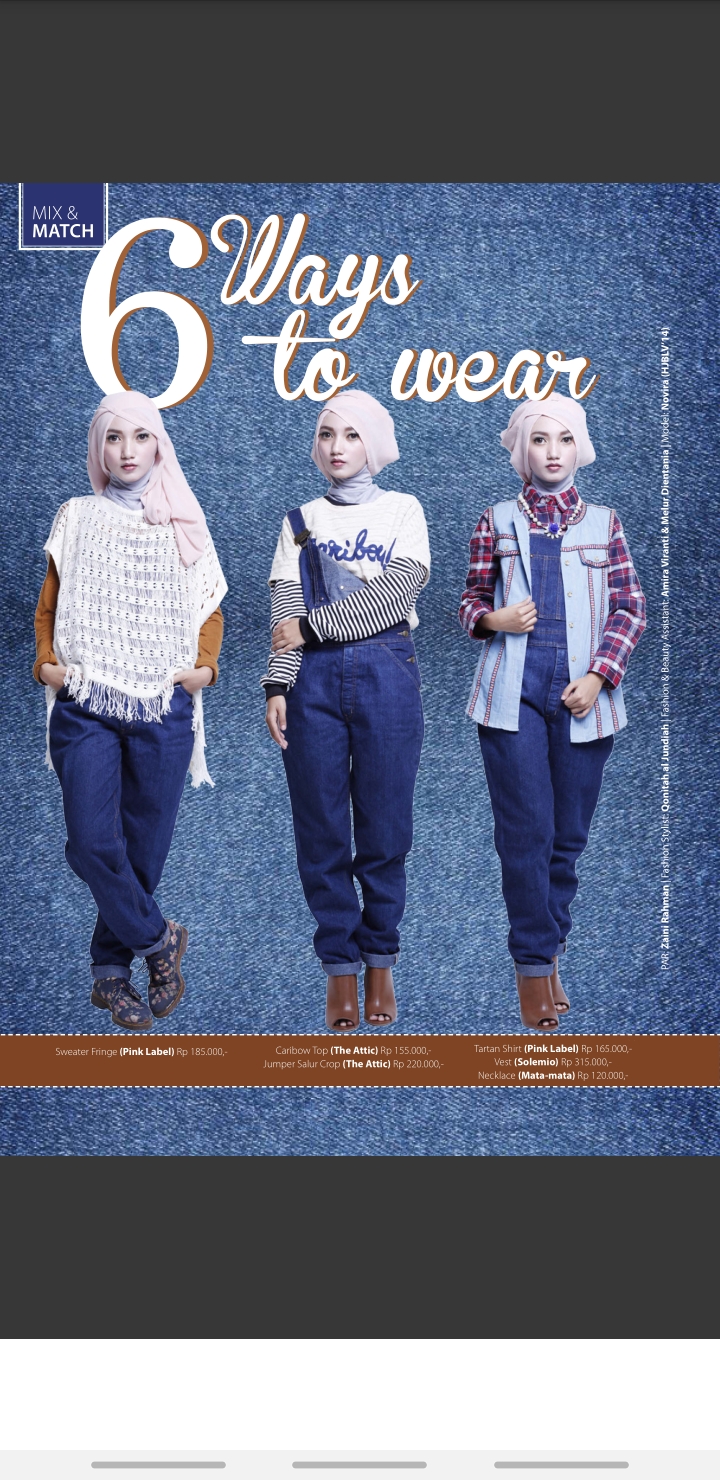 MIX &
MATCH
6 Ways
to wear
Caribou
PAR: Zaini Rahman | Fashion Stylist: Qonitah al Jundiah | Fashion & Beauty Assistant: Amira Viranti & Melur Dientania | Model: Novira (HJBLV'14)
Sweater Fringe (Pink Label) Rp 185.000,-
Caribow Top (The Attic) Rp 155.000,-
Jumper Salur Crop (The Attic) Rp 220.000,-
Tartan Shirt (Pink Label) Rp 165.000,-
Vest (Solemio) Rp 315.000,-
Necklace (Mata-mata) Rp 120.000,-